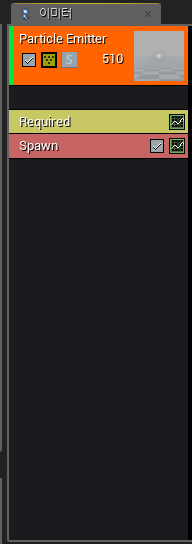 이미터
Particle Emitter
S 510
Required
Spawn